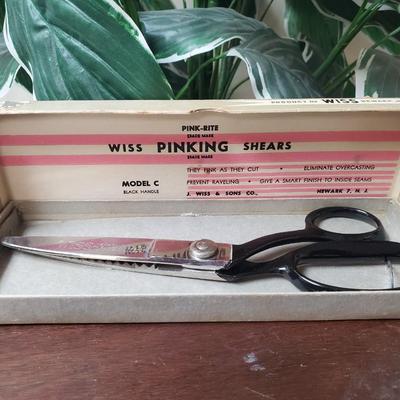 PRODUCT OF WISS NEWARK
PINK-RITE
TRADE MARK
WISS PINKING SHEARS
TRADE MARK
THEY PINK AS THEY CUT • ELIMINATE OVERCASTING
MODEL C PREVENT RAVELING • GIVE A SMART FINISH TO INSIDE SEAMS
BLACK HANDLE J. WISS & SONS CO., NEWARK 7, N. J.